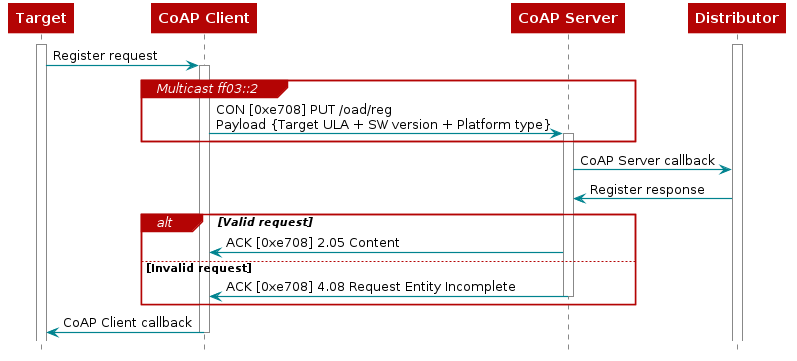 Target
CoAP Client
CoAP Server
Distributor
Register request
Multicast ff03::2
CON [0xe708] PUT /oad/reg
Payload {Target ULA + SW version + Platform type}
CoAP Server callback
Register response
alt
[Valid request]
ACK [0xe708] 2.05 Content
[Invalid request]
ACK [0xe708] 4.08 Request Entity Incomplete
CoAP Client callback